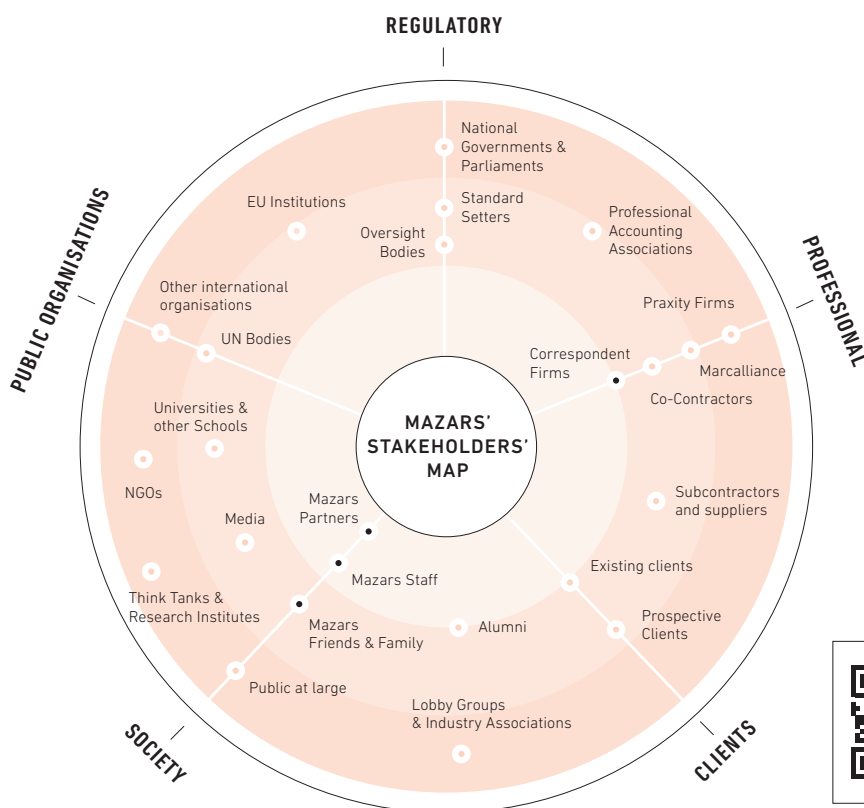 REGULATORY
National
Governments &
Parliaments
EU Institutions
Standard
Setters
Professional
Accounting
Associations
Oversight
Bodies
PUBLIC ORGANISATIONS
PROFESSIONAL
Other international
organisations
Praxity Firms
UN Bodies
Correspondent
Firms
Marcalliance
Co-Contractors
Universities &
other Schools
MAZARS’
STAKEHOLDERS’
MAP
NGOs
Mazars
Partners
Subcontractors
and suppliers
Media
Mazars Staff
Existing clients
Think Tanks &
Research Institutes
Mazars
Friends & Family
Alumni
Prospective
Clients
Public at large
Lobby Groups
& Industry Associations
SOCIETY
CLIENTS